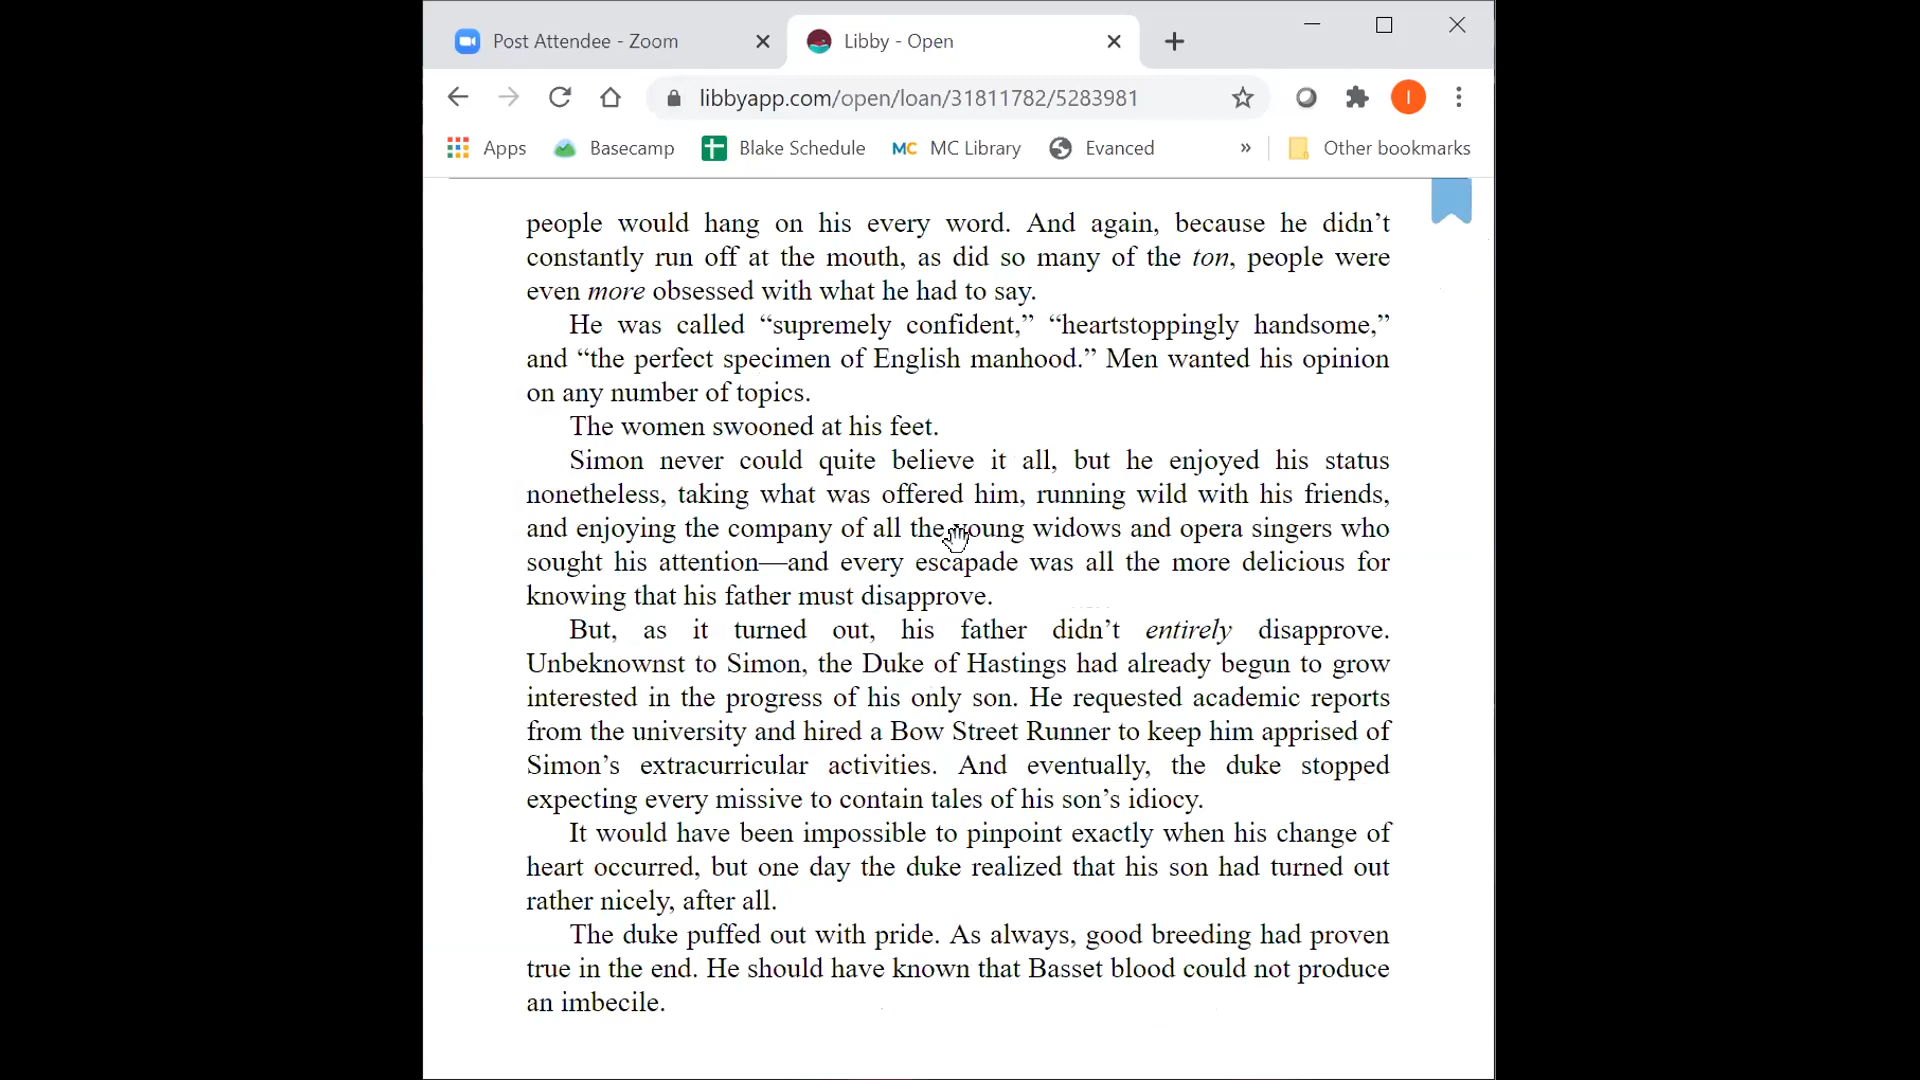 Post Attendee - Zoom
Libby - Open
libbyapp.com/open/loan/31811782/5283981
I
Apps
Basecamp
Blake Schedule
MC MC Library
Evanced
»
Other bookmarks
people would hang on his every word. And again, because he didn’t
constantly run off at the mouth, as did so many of the ton, people were
even more obsessed with what he had to say.
He was called “supremely confident,” “heartstoppingly handsome,”
and “the perfect specimen of English manhood.” Men wanted his opinion
on any number of topics.
The women swooned at his feet.
Simon never could quite believe it all, but he enjoyed his status
nonetheless, taking what was offered him, running wild with his friends,
and enjoying the company of all the young widows and opera singers who
sought his attention—and every escapade was all the more delicious for
knowing that his father must disapprove.
But, as it turned out, his father didn’t entirely disapprove.
Unbeknownst to Simon, the Duke of Hastings had already begun to grow
interested in the progress of his only son. He requested academic reports
from the university and hired a Bow Street Runner to keep him apprised of
Simon’s extracurricular activities. And eventually, the duke stopped
expecting every missive to contain tales of his son’s idiocy.
It would have been impossible to pinpoint exactly when his change of
heart occurred, but one day the duke realized that his son had turned out
rather nicely, after all.
The duke puffed out with pride. As always, good breeding had proven
true in the end. He should have known that Basset blood could not produce
an imbecile.